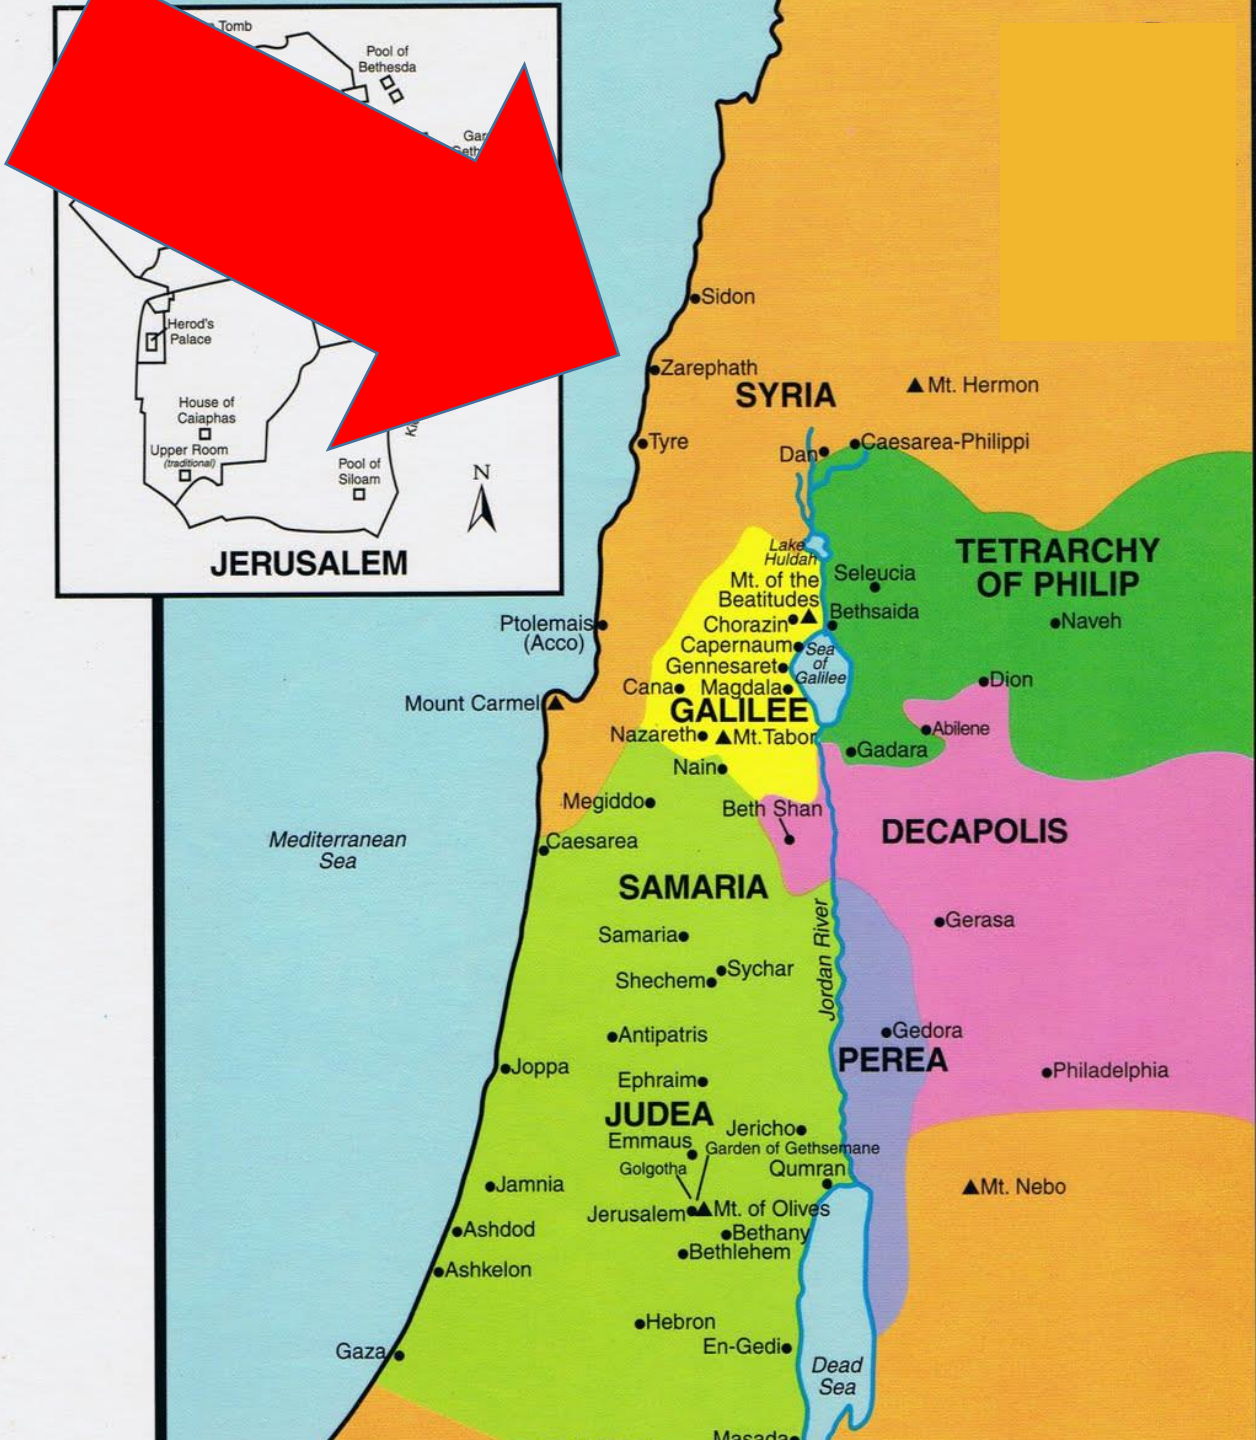 Tomb
Pool of
Bethesda
Herod's
Palace
House of
Caiaphas
Upper Room
(traditional)
Pool of
Siloam
N
JERUSALEM
Sidon
Zarephath
SYRIA
Mt. Hermon
Tyre
Dan
Caesarea-Philippi
TETRARCHY
OF PHILIP
Lake
Huldah
Seleucia
Mt. of the
Beatitudes
Bethsaida
Naveh
Ptolemais
(Acco)
Chorazin
Capernaum
Sea
of
Galilee
Gennesaret
Cana
Magdala
Dion
Mount Carmel
GALILEE
Abilene
Nazareth
Mt.Tabor
Gadara
Nain
Megiddo
Beth Shan
DECAPOLIS
Mediterranean
Sea
Caesarea
SAMARIA
Jordan River
Samaria
Gerasa
Sychar
Shechem
Antipatris
Gedora
PEREA
Joppa
Philadelphia
Ephraim
JUDEA
Jericho
Emmaus
Garden of Gethsemane
Golgotha
Qumran
Jamnia
Mt. Nebo
Jerusalem
Mt. of Olives
Ashdod
Bethany
Bethlehem
Ashkelon
Hebron
Gaza
En-Gedi
Dead
Sea
Masada